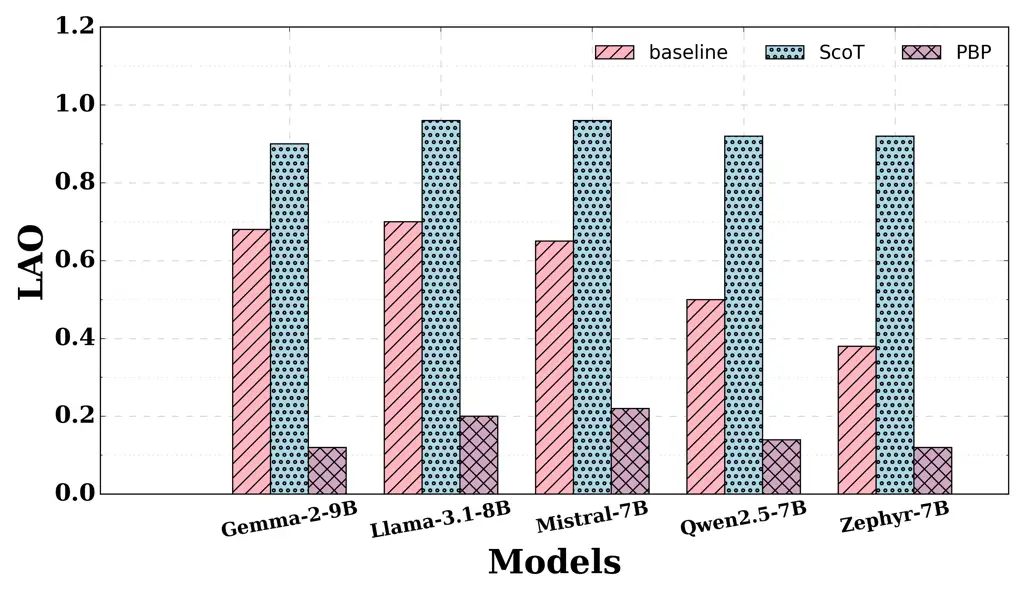 1.2
1.0
0.8
0.6
0.4
0.2
0.0
LAO
baseline ScoT PBP
Gemma-2-9B Llama-3.1-8B Mistral-7B Qwen2.5-7B Zephyr-7B
Models